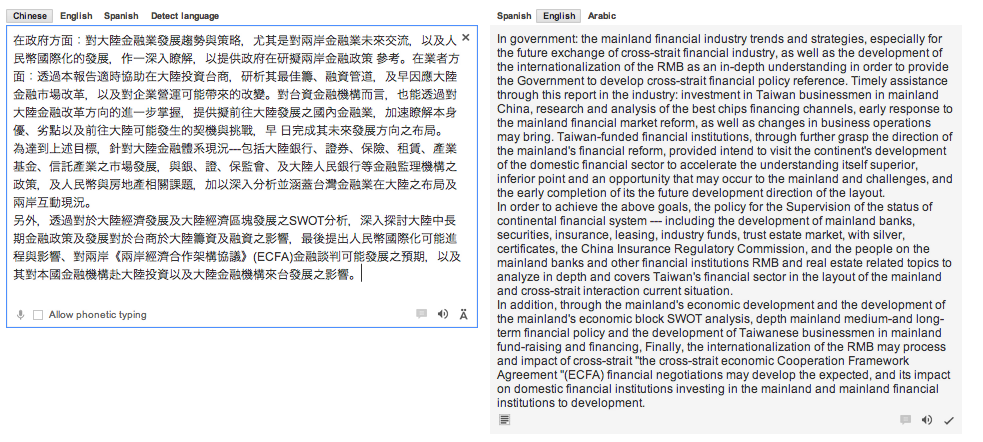 Chinese English Spanish Detect language
在政府方面：對大陸金融業發展趨勢與策略，尤其是對兩岸金融業未來交流，以及人
民幣國際化的發展，作一深入瞭解，以提供政府在研擬兩岸金融政策 參考。在業者方
面：透過本報告適時協助在大陸投資台商，研析其最佳籌、融資管道，及早因應大陸
金融市場改革，以及對企業營運可能帶來的改變。對台資金融機構而言，也能透過對
大陸金融改革方向的進一步掌握，提供擬前往大陸發展之國內金融業，加速瞭解本身
優、劣點以及前往大陸可能發生的契機與挑戰，早 日完成其未來發展方向之布局。
為達到上述目標，針對大陸金融體系現況---包括大陸銀行、證券、保險、租賃、產業
基金、信託產業之市場發展，與銀、證、保監會、及大陸人民銀行等金融監理機構之
政策，及人民幣與房地產相關課題，加以深入分析並涵蓋台灣金融業在大陸之布局及
兩岸互動現況。
另外，透過對於大陸經濟發展及大陸經濟區塊發展之SWOT分析，深入探討大陸中長
期金融政策及發展對於台商於大陸籌資及融資之影響，最後提出人民幣國際化可能進
程與影響、對兩岸《兩岸經濟合作架構協議》(ECFA)金融談判可能發展之預期，以及
其對本國金融機構赴大陸投資以及大陸金融機構來台發展之影響。
Allow phonetic typing
Ä
Spanish English Arabic
In government: the mainland financial industry trends and strategies, especially for
the future exchange of cross-strait financial industry, as well as the development of
the internationalization of the RMB as an in-depth understanding in order to provide
the Government to develop cross-strait financial policy reference. Timely assistance
through this report in the industry: investment in Taiwan businessmen in mainland
China, research and analysis of the best chips financing channels, early response to
the mainland financial market reform, as well as changes in business operations
may bring. Taiwan-funded financial institutions, through further grasp the direction of
the mainland's financial reform, provided intend to visit the continent's development
of the domestic financial sector to accelerate the understanding itself superior,
inferior point and an opportunity that may occur to the mainland and challenges, and
the early completion of its the future development direction of the layout.
In order to achieve the above goals, the policy for the Supervision of the status of
continental financial system --- including the development of mainland banks,
securities, insurance, leasing, industry funds, trust estate market, with silver,
certificates, the China Insurance Regulatory Commission, and the people on the
mainland banks and other financial institutions RMB and real estate related topics to
analyze in depth and covers Taiwan's financial sector in the layout of the mainland
and cross-strait interaction current situation.
In addition, through the mainland's economic development and the development of
the mainland's economic block SWOT analysis, depth mainland medium-and long-
term financial policy and the development of Taiwanese businessmen in mainland
fund-raising and financing, Finally, the internationalization of the RMB may process
and impact of cross-strait "the cross-strait economic Cooperation Framework
Agreement "(ECFA) financial negotiations may develop the expected, and its impact
on domestic financial institutions investing in the mainland and mainland financial
institutions to development.